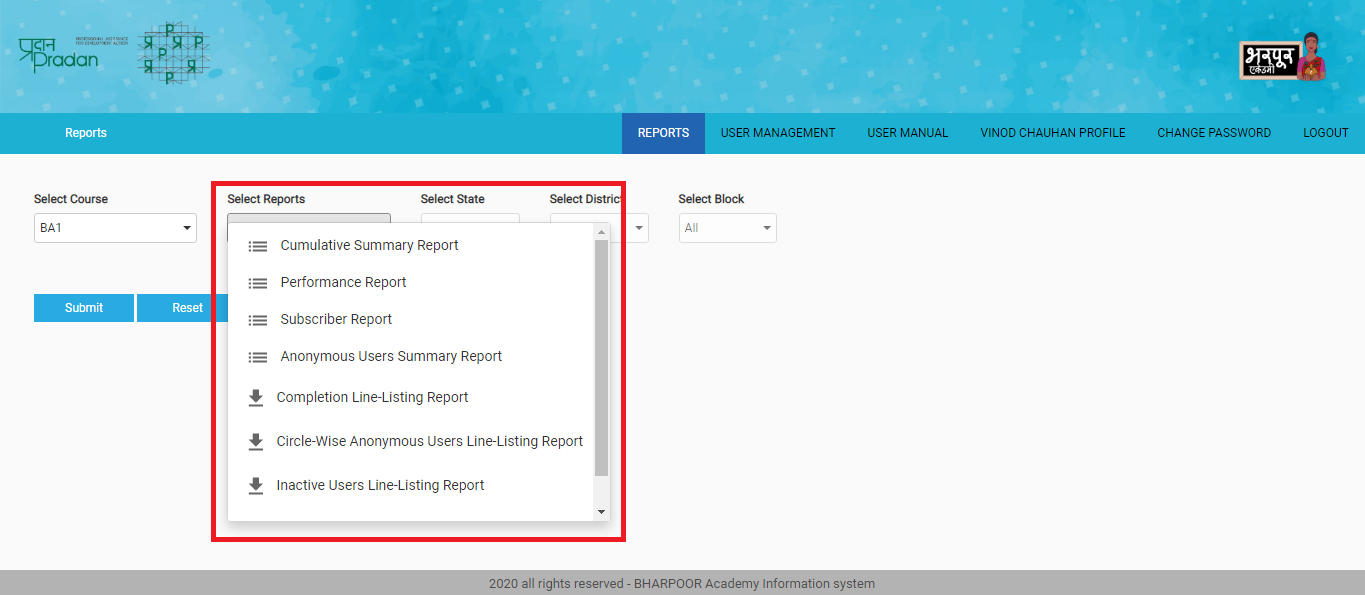 प्रदान
Pradan
PROFESSIONAL ASSISTANCE
FOR DEVELOPMENT ACTION
P
P P
P
भरपूर
एकेडमी
Reports
REPORTS USER MANAGEMENT USER MANUAL VINOD CHAUHAN PROFILE CHANGE PASSWORD LOGOUT
Select Course Select Reports Select State Select District Select Block
BA1 All
Cumulative Summary Report
Performance Report
Submit Reset Subscriber Report
Anonymous Users Summary Report
Completion Line-Listing Report
Circle-Wise Anonymous Users Line-Listing Report
Inactive Users Line-Listing Report
2020 all rights reserved - BHARPOOR Academy Information system